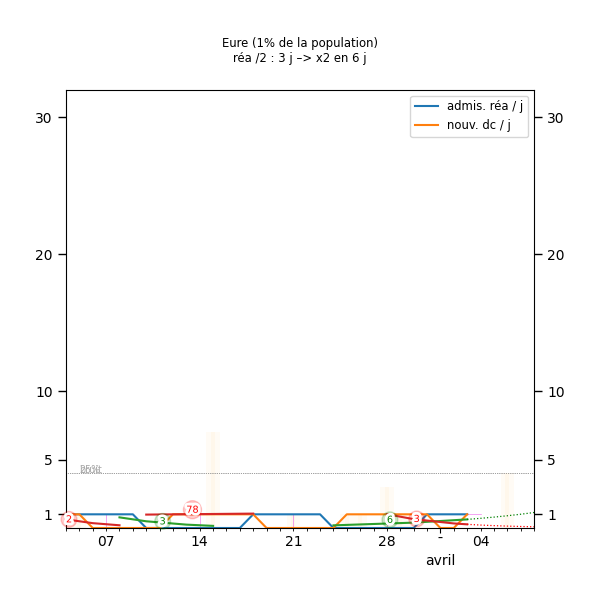 Eure (1% de la population)
réa /2 : 3 j –> x2 en 6 j
admis. réa / j
nouv. dc / j
30 30
20 20
10 10
5 5
1 1
2 3 78 6 3
07 14 21 28 - 04
avril